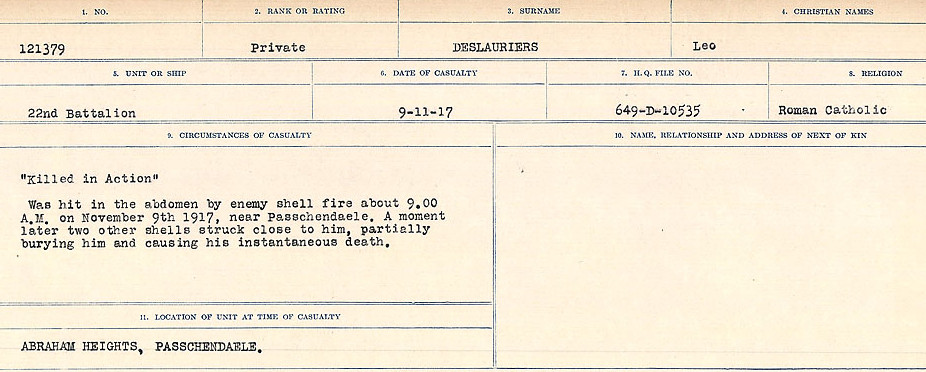 1. NO. 2. RANK OR RATING 3. SURNAME 4. CHRISTIAN NAMES
121379 Private DESLAURIERS Leo
5. UNIT OR SHIP 6. DATE OF CASUALTY 7. H.Q. FILE NO. 8. RELIGION
22nd Battalion 9-11-17 649-D-10535 Roman Catholic
9. CIRCUMSTANCES OF CASUALTY 10. NAME, RELATIONSHIP AND ADDRESS OF NEXT OF KIN
"Killed in Action"
Was hit in the abdomen by enemy shell fire about 9.00
A.M. on November 9th 1917, near Passchendaele. A moment
later two other shells struck close to him, partially
burying him and causing his instantaneous death.
11. LOCATION OF UNIT AT TIME OF CASUALTY
ABRAHAM HEIGHTS, PASSCHENDAELE.